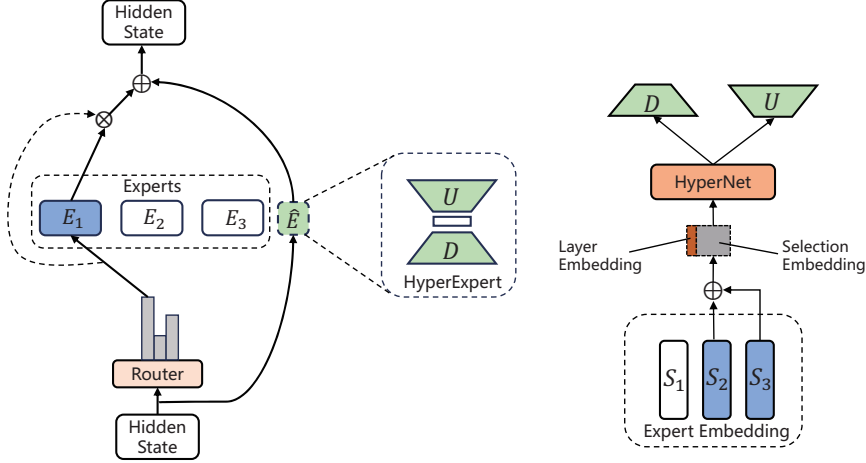 Hidden
State
Experts
E₁
E₂
E₃
Ê
Router
Hidden
State
U
D
HyperExpert
D
U
HyperNet
Layer
Embedding
Selection
Embedding
S₁
S₂
S₃
Expert Embedding